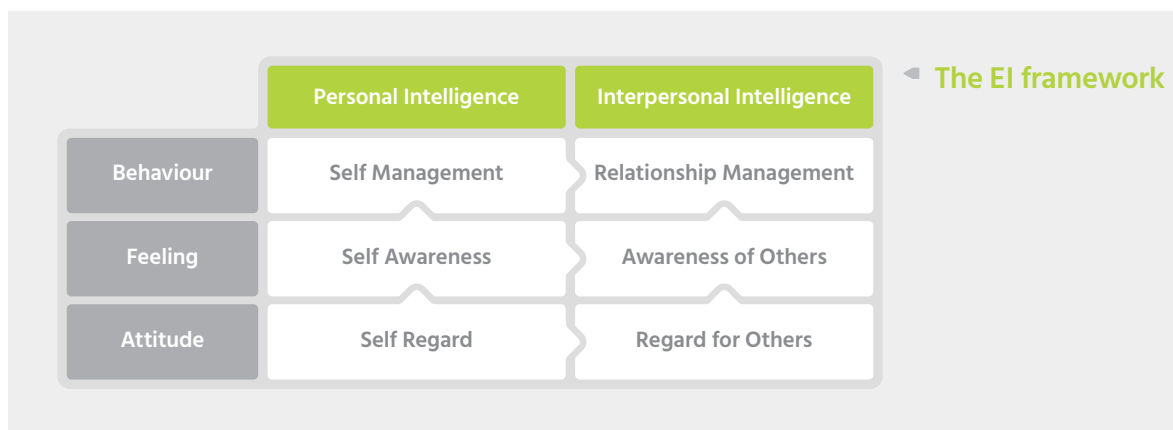 The EI framework
Personal Intelligence Interpersonal Intelligence
Behaviour Self Management Relationship Management
Feeling Self Awareness Awareness of Others
Attitude Self Regard Regard for Others